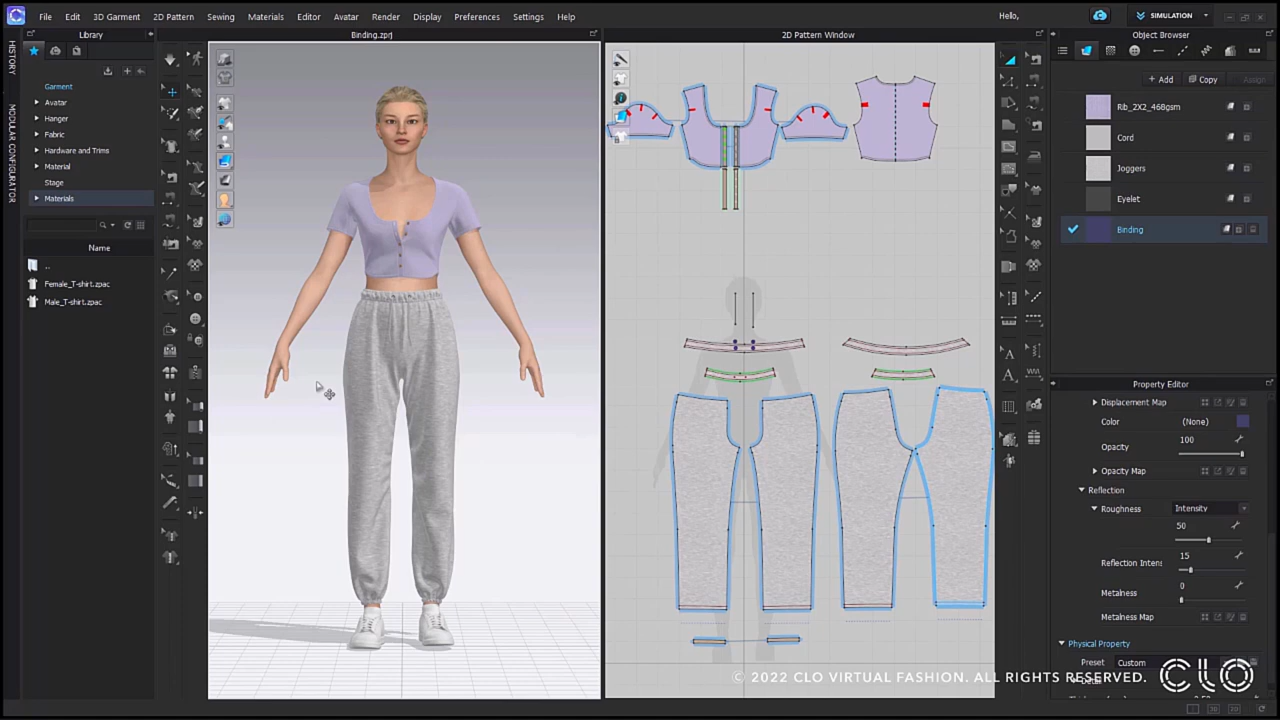 File Edit 3D Garment 2D Pattern Sewing Materials Editor Avatar Render Display Preferences Settings Help Hello, SIMULATION
Library
Binding.zprj
2D Pattern Window
Object Browser
HISTORY
MODULAR CONFIGURATOR
Garment
Avatar
Hanger
Fabric
Hardware and Trims
Material
Stage
Materials
Name
..
Female_T-shirt.zpac
Male_T-shirt.zpac
+ Add
Copy
Assign
Rib_2X2_468gsm
Cord
Joggers
Eyelet
Binding
Property Editor
Displacement Map
Color (None)
Opacity 100
Opacity Map
Reflection
Roughness Intensity
50
Reflection Intens 15
Metalness 0
Metalness Map
Physical Property
Preset Custom
© 2022 CLO VIRTUAL FASHION. ALL RIGHTS RESERVED. CLO